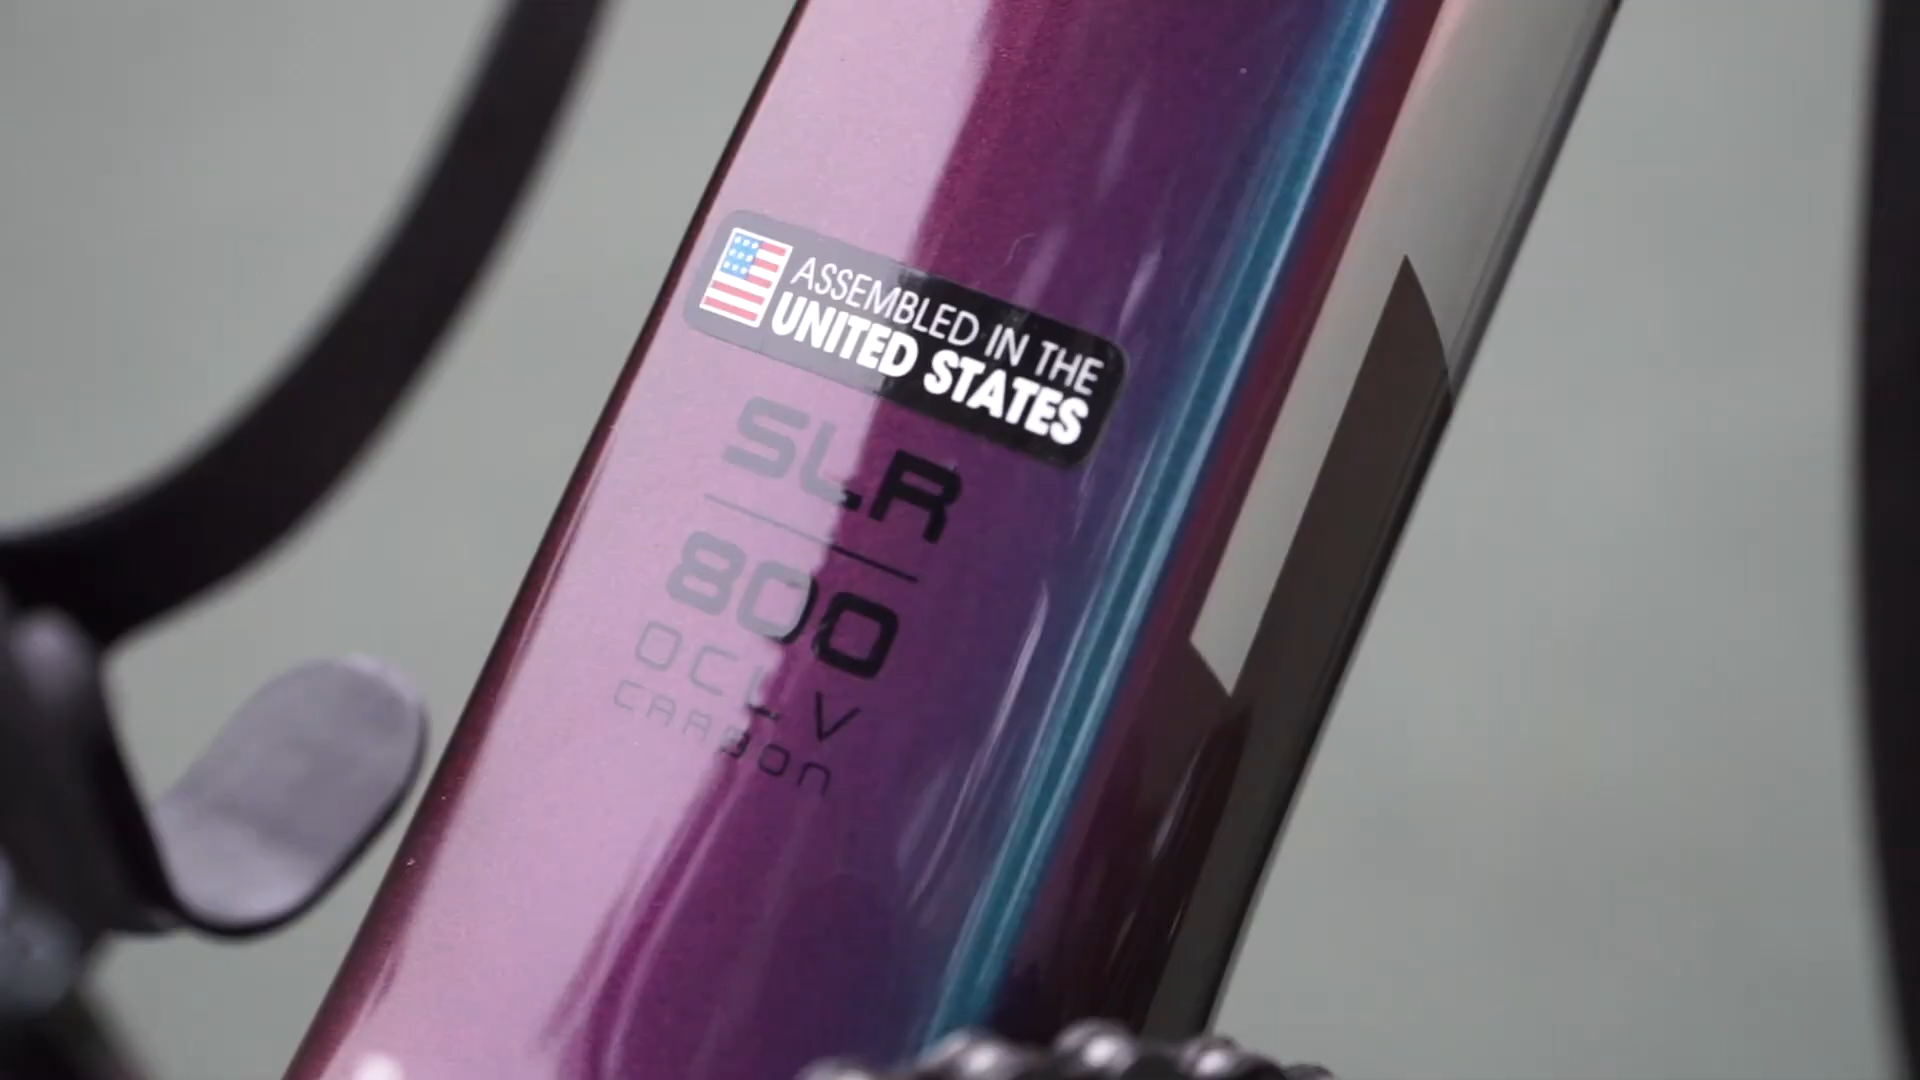 ASSEMBLED IN THE
UNITED STATES
SLR
800
OCLV
CARBON